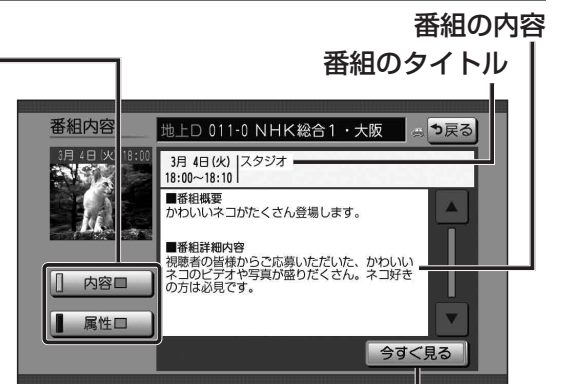 番組の内容
番組のタイトル
番組内容
地上D 011-0 NHK総合1・大阪
戻る
3月 4日 火 18:00
3月 4日(火)
18:00～18:10
スタジオ
■番組概要
かわいいネコがたくさん登場します。
■番組詳細内容
視聴者の皆様からご応募いただいた、かわいい
ネコのビデオや写真が盛りだくさん。ネコ好き
の方は必見です。
内容
属性
今すぐ見る